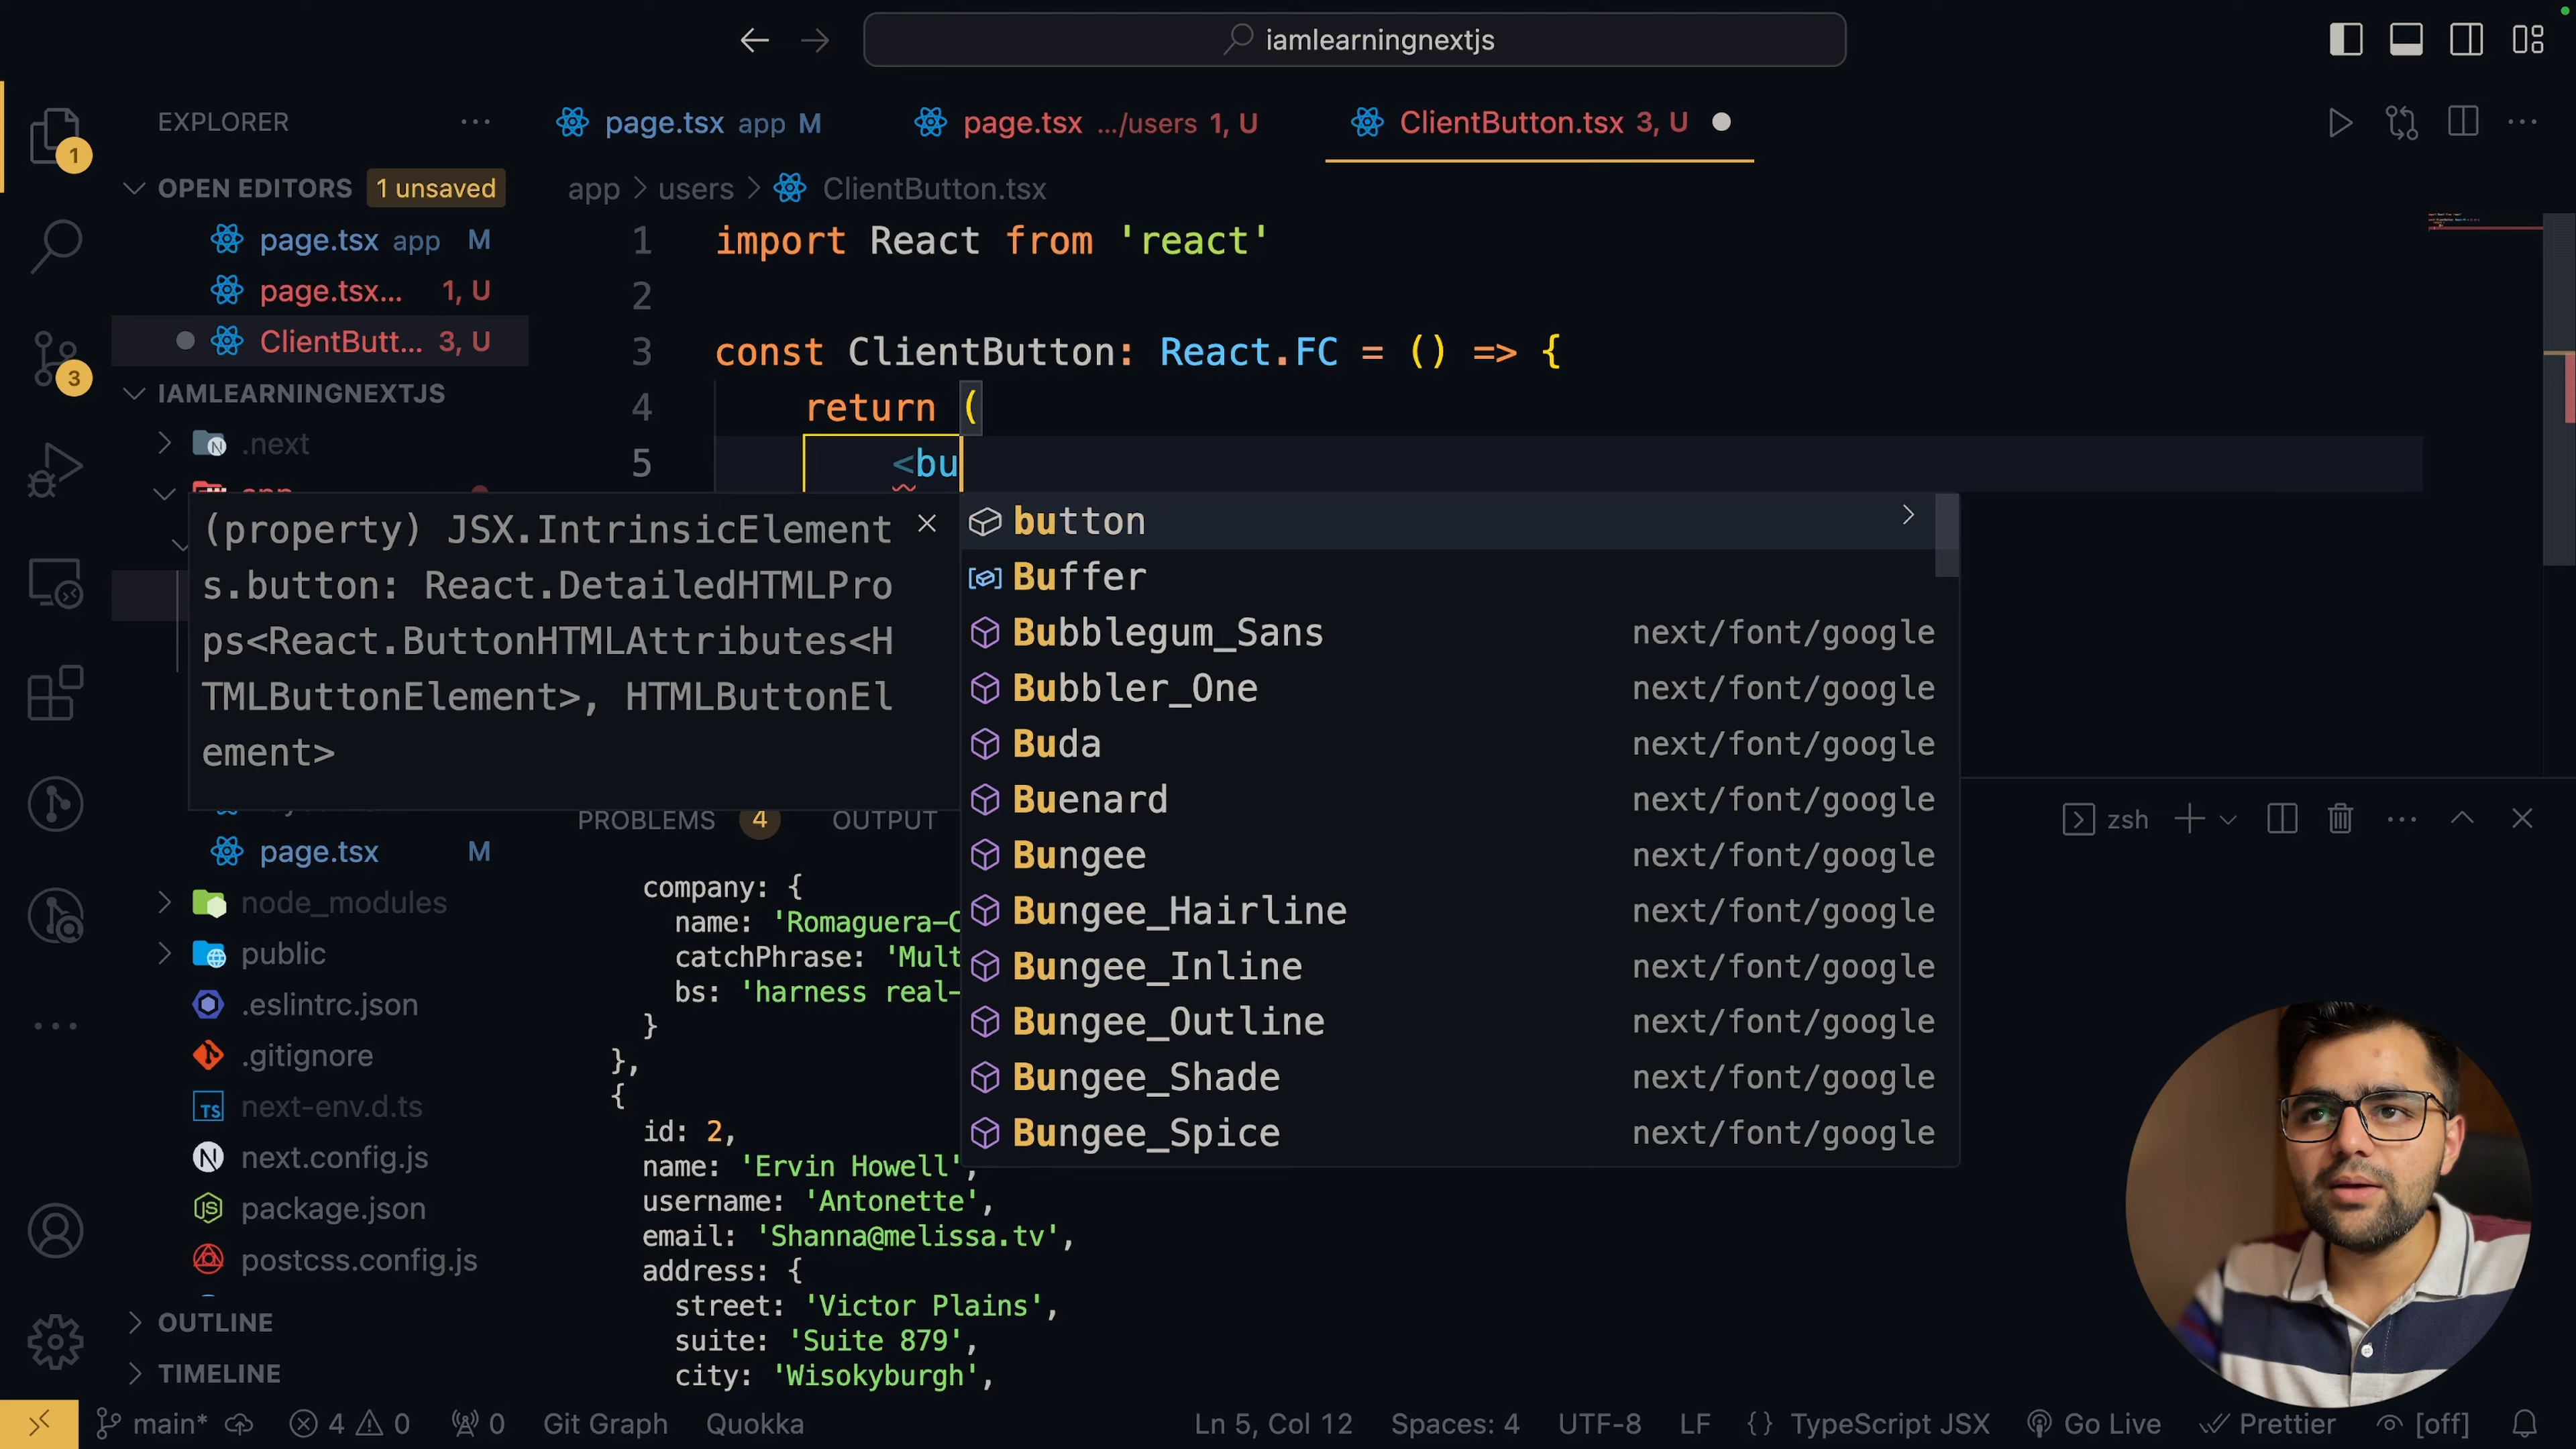 iamlearningnextjs
EXPLORER
page.tsx app M
page.tsx .../users 1, U
ClientButton.tsx 3, U
1
OPEN EDITORS 1 unsaved
app > users > ClientButton.tsx
page.tsx app M
page.tsx... 1, U
ClientButt... 3, U
3
IAMLEARNINGNEXTJS
.next
1 import React from 'react'
2
3 const ClientButton: React.FC = () => {
4 return (
5 <bu
(property) JSX.IntrinsicElement
s.button: React.DetailedHTMLPro
ps<React.ButtonHTMLAttributes<H
TMLButtonElement>, HTMLButtonEl
ement>
button
Buffer
Bubblegum_Sans next/font/google
Bubbler_One next/font/google
Buda next/font/google
Buenard next/font/google
Bungee next/font/google
Bungee_Hairline next/font/google
Bungee_Inline next/font/google
Bungee_Outline next/font/google
Bungee_Shade next/font/google
Bungee_Spice next/font/google
page.tsx M
node_modules
public
.eslintrc.json
.gitignore
TS next-env.d.ts
N next.config.js
package.json
postcss.config.js
OUTLINE
TIMELINE
PROBLEMS 4 OUTPUT
zsh
company: {
name: 'Romaguera-C
catchPhrase: 'Mult
bs: 'harness real-
}
},
{
id: 2,
name: 'Ervin Howell',
username: 'Antonette',
email: 'Shanna@melissa.tv',
address: {
street: 'Victor Plains',
suite: 'Suite 879',
city: 'Wisokyburgh',
main* 4 0 0 Git Graph Quokka
Ln 5, Col 12 Spaces: 4 UTF-8 LF {} TypeScript JSX Go Live Prettier [off]